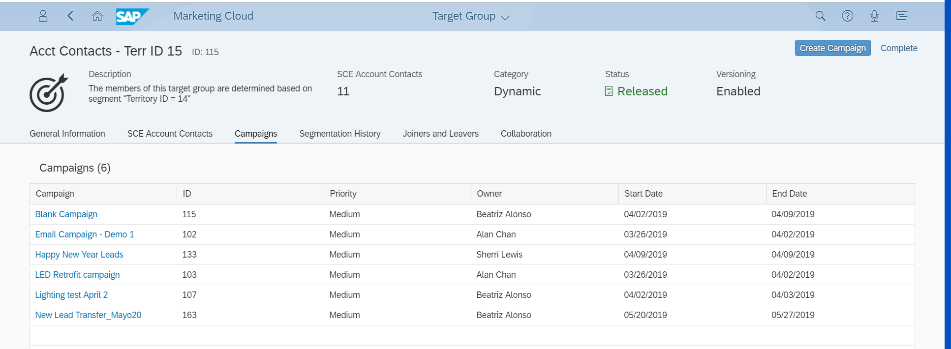 SAP Marketing Cloud Target Group
Acct Contacts - Terr ID 15 ID: 115 Create Campaign Complete
Description SCE Account Contacts Category Status Versioning
The members of this target group are determined based on 11 Dynamic Released Enabled
segment "Territory ID = 14"
General Information SCE Account Contacts Campaigns Segmentation History Joiners and Leavers Collaboration
Campaigns (6)
Campaign ID Priority Owner Start Date End Date
Blank Campaign 115 Medium Beatriz Alonso 04/02/2019 04/09/2019
Email Campaign - Demo 1 102 Medium Alan Chan 03/26/2019 04/02/2019
Happy New Year Leads 133 Medium Sherri Lewis 04/09/2019 04/09/2019
LED Retrofit campaign 103 Medium Alan Chan 03/26/2019 04/02/2019
Lighting test April 2 107 Medium Beatriz Alonso 04/02/2019 04/03/2019
New Lead Transfer_Mayo20 163 Medium Beatriz Alonso 05/20/2019 05/27/2019